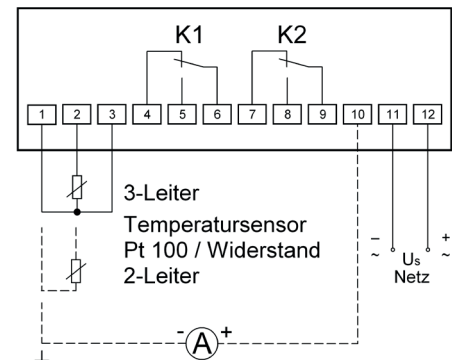 K1 K2
1 2 3 4 5 6 7 8 9 10 11 12
3-Leiter
Temperatursensor
Pt 100 / Widerstand
2-Leiter
– +
~ Us ~
Netz
- A +